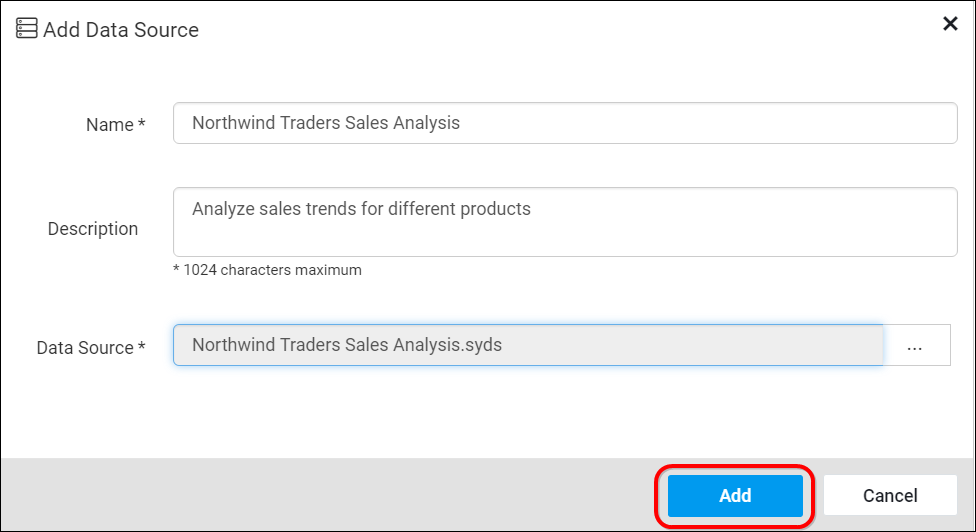 Add Data Source
Name *
Northwind Traders Sales Analysis
Description
Analyze sales trends for different products
* 1024 characters maximum
Data Source *
Northwind Traders Sales Analysis.syds
...
Add
Cancel